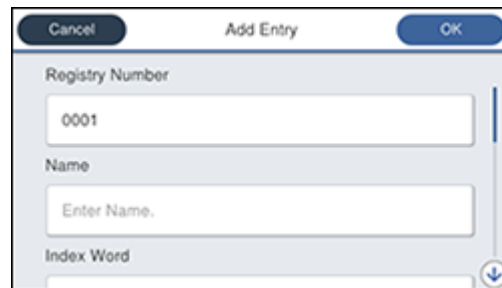 Cancel Add Entry OK
Registry Number
0001
Name
Enter Name.
Index Word